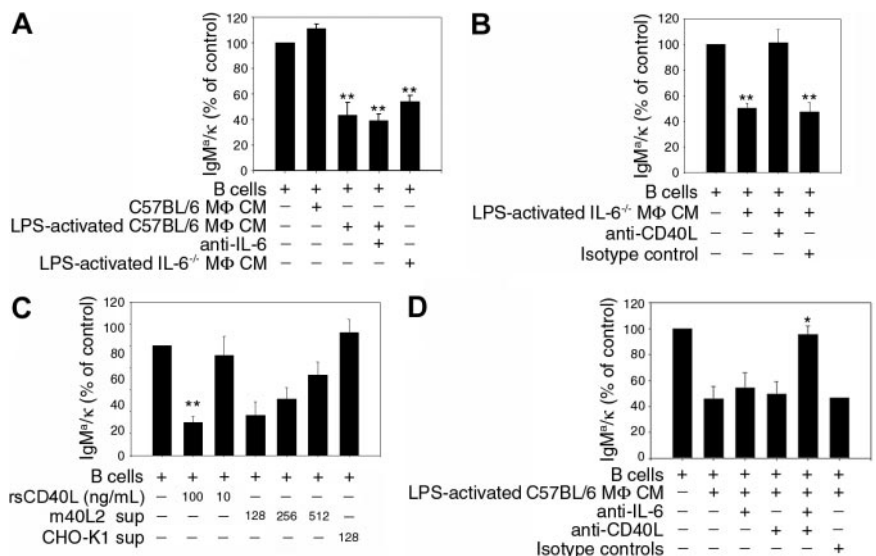 A
120
100
80
60
40
20
0
IgMᵃ/κ (% of control)
** ** **
B cells + + + + +
C57BL/6 MΦ CM − + − − −
LPS-activated C57BL/6 MΦ CM − − + + −
anti-IL-6 − − − + −
LPS-activated IL-6⁻/⁻ MΦ CM − − − − +
B
120
100
80
60
40
20
0
IgMᵃ/κ (% of control)
** **
B cells + + + +
LPS-activated IL-6⁻/⁻ MΦ CM − + + +
anti-CD40L − − + −
Isotype control − − − +
C
120
100
80
60
40
20
0
IgMᵃ/κ (% of control)
**
B cells + + + + + + +
rsCD40L (ng/mL) − 100 10 − − − −
m40L2 sup − − − 128 256 512 −
CHO-K1 sup − − − − − − 128
D
120
100
80
60
40
20
0
IgMᵃ/κ (% of control)
*
B cells + + + + + +
LPS-activated C57BL/6 MΦ CM − + + + + +
anti-IL-6 − − + − + −
anti-CD40L − − − + + −
Isotype controls − − − − − +